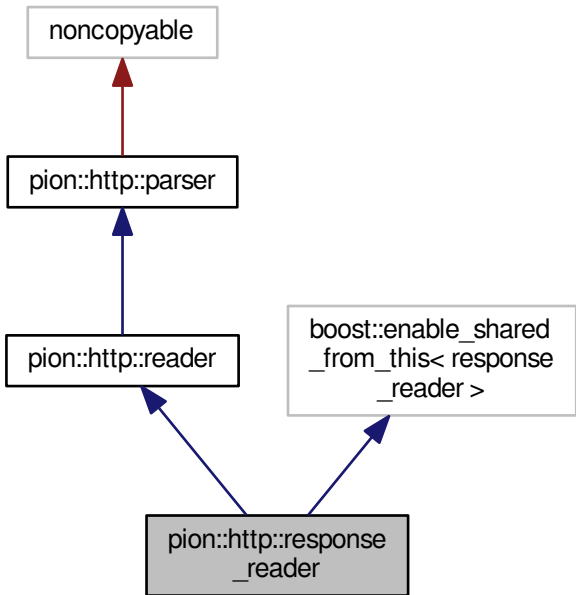 noncopyable
pion::http::parser
pion::http::reader
boost::enable_shared
_from_this< response
_reader >
pion::http::response
_reader